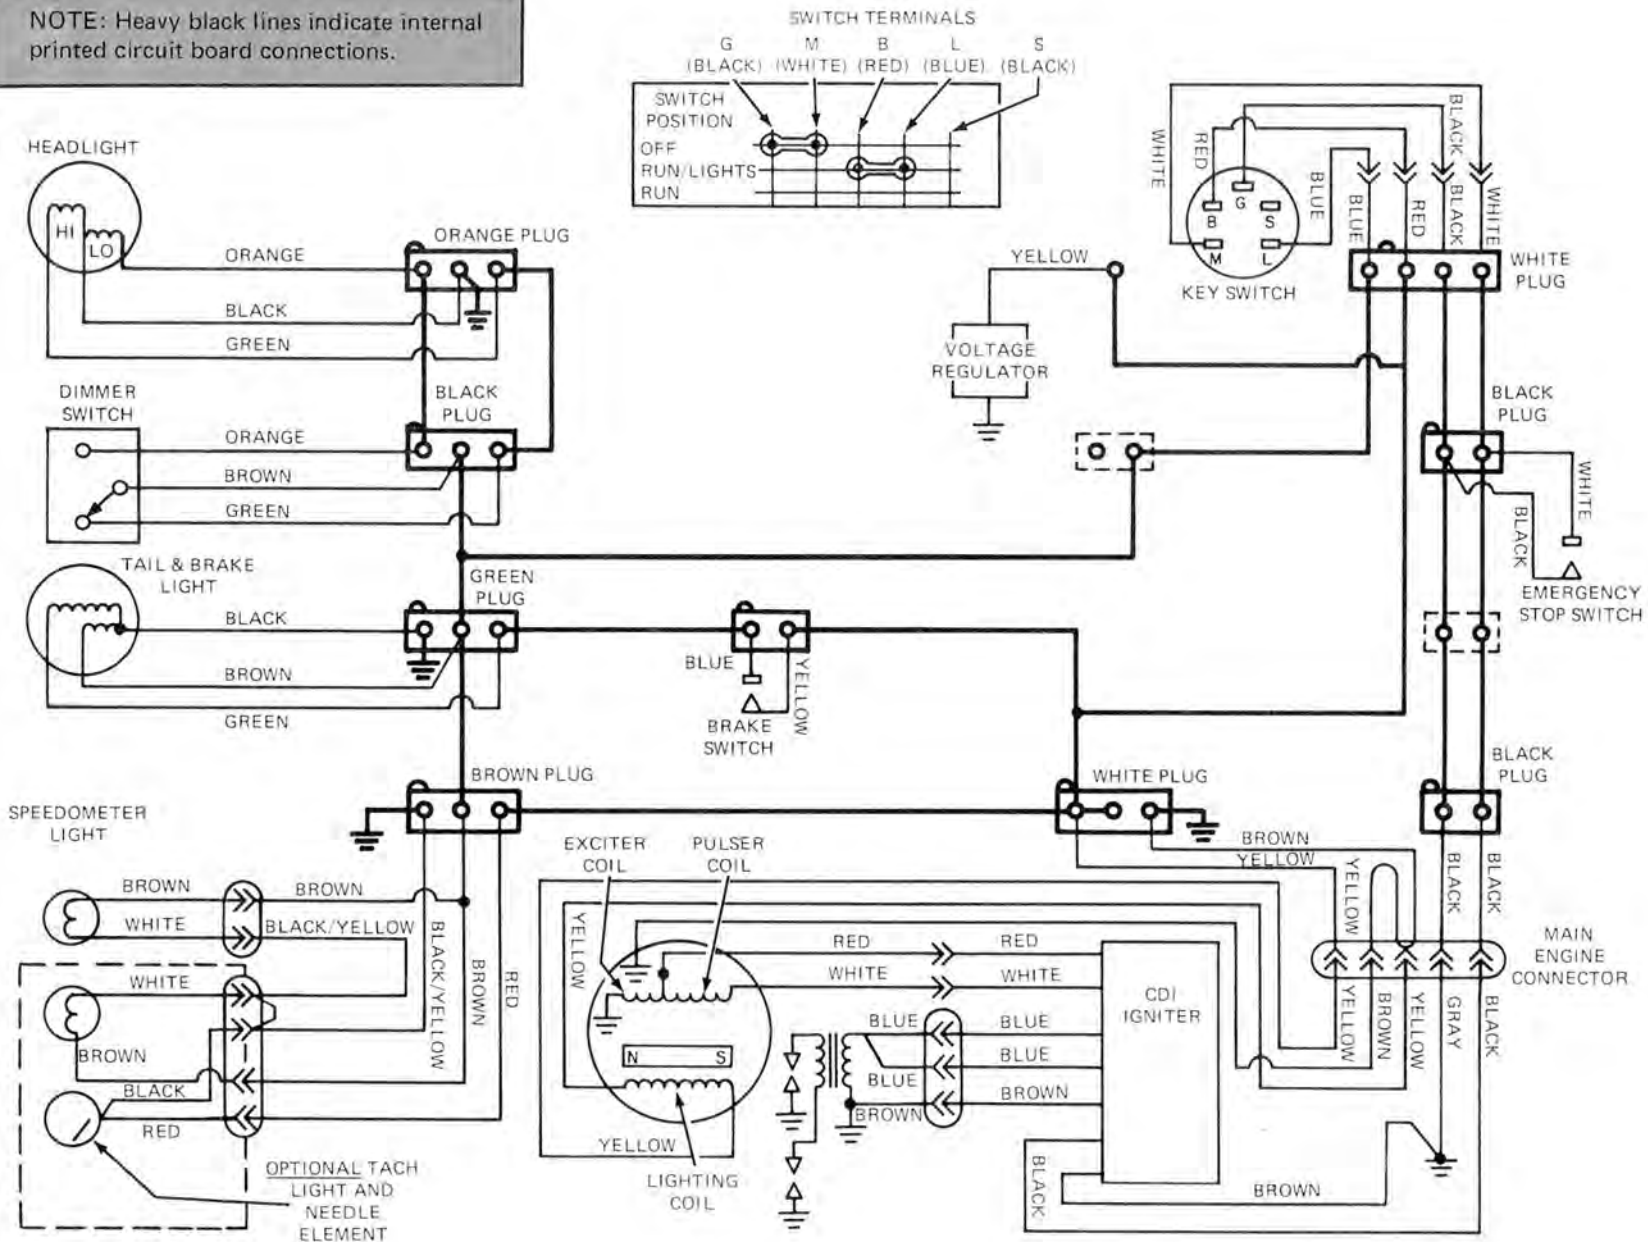 NOTE: Heavy black lines indicate internal
printed circuit board connections.
SWITCH TERMINALS
G M B L S
(BLACK) (WHITE) (RED) (BLUE) (BLACK)
SWITCH
POSITION
OFF
RUN/LIGHTS
RUN
HEADLIGHT
HI
LO
ORANGE
BLACK
GREEN
ORANGE PLUG
DIMMER
SWITCH
ORANGE
BROWN
GREEN
BLACK
PLUG
TAIL & BRAKE
LIGHT
BLACK
BROWN
GREEN
GREEN
PLUG
BLUE
YELLOW
BRAKE
SWITCH
YELLOW
VOLTAGE
REGULATOR
WHITE
RED
BLACK
BLUE
B
G
S
M
L
KEY SWITCH
BLUE
RED
BLACK
WHITE
WHITE
PLUG
BLACK
PLUG
WHITE
BLACK
EMERGENCY
STOP SWITCH
BLACK
PLUG
BROWN PLUG
WHITE PLUG
SPEEDOMETER
LIGHT
BROWN
WHITE
BROWN
BLACK/YELLOW
WHITE
BROWN
BLACK
RED
BLACK/YELLOW
BROWN
RED
OPTIONAL TACH
LIGHT AND
NEEDLE
ELEMENT
EXCITER
COIL
PULSER
COIL
YELLOW
N
S
YELLOW
LIGHTING
COIL
RED
RED
WHITE
WHITE
BLUE
BLUE
BLUE
BLUE
BROWN
BROWN
CDI
IGNITER
BLACK
BROWN
BROWN
YELLOW
YELLOW
BLACK
BLACK
MAIN
ENGINE
CONNECTOR
YELLOW
BROWN
YELLOW
GRAY
BLACK